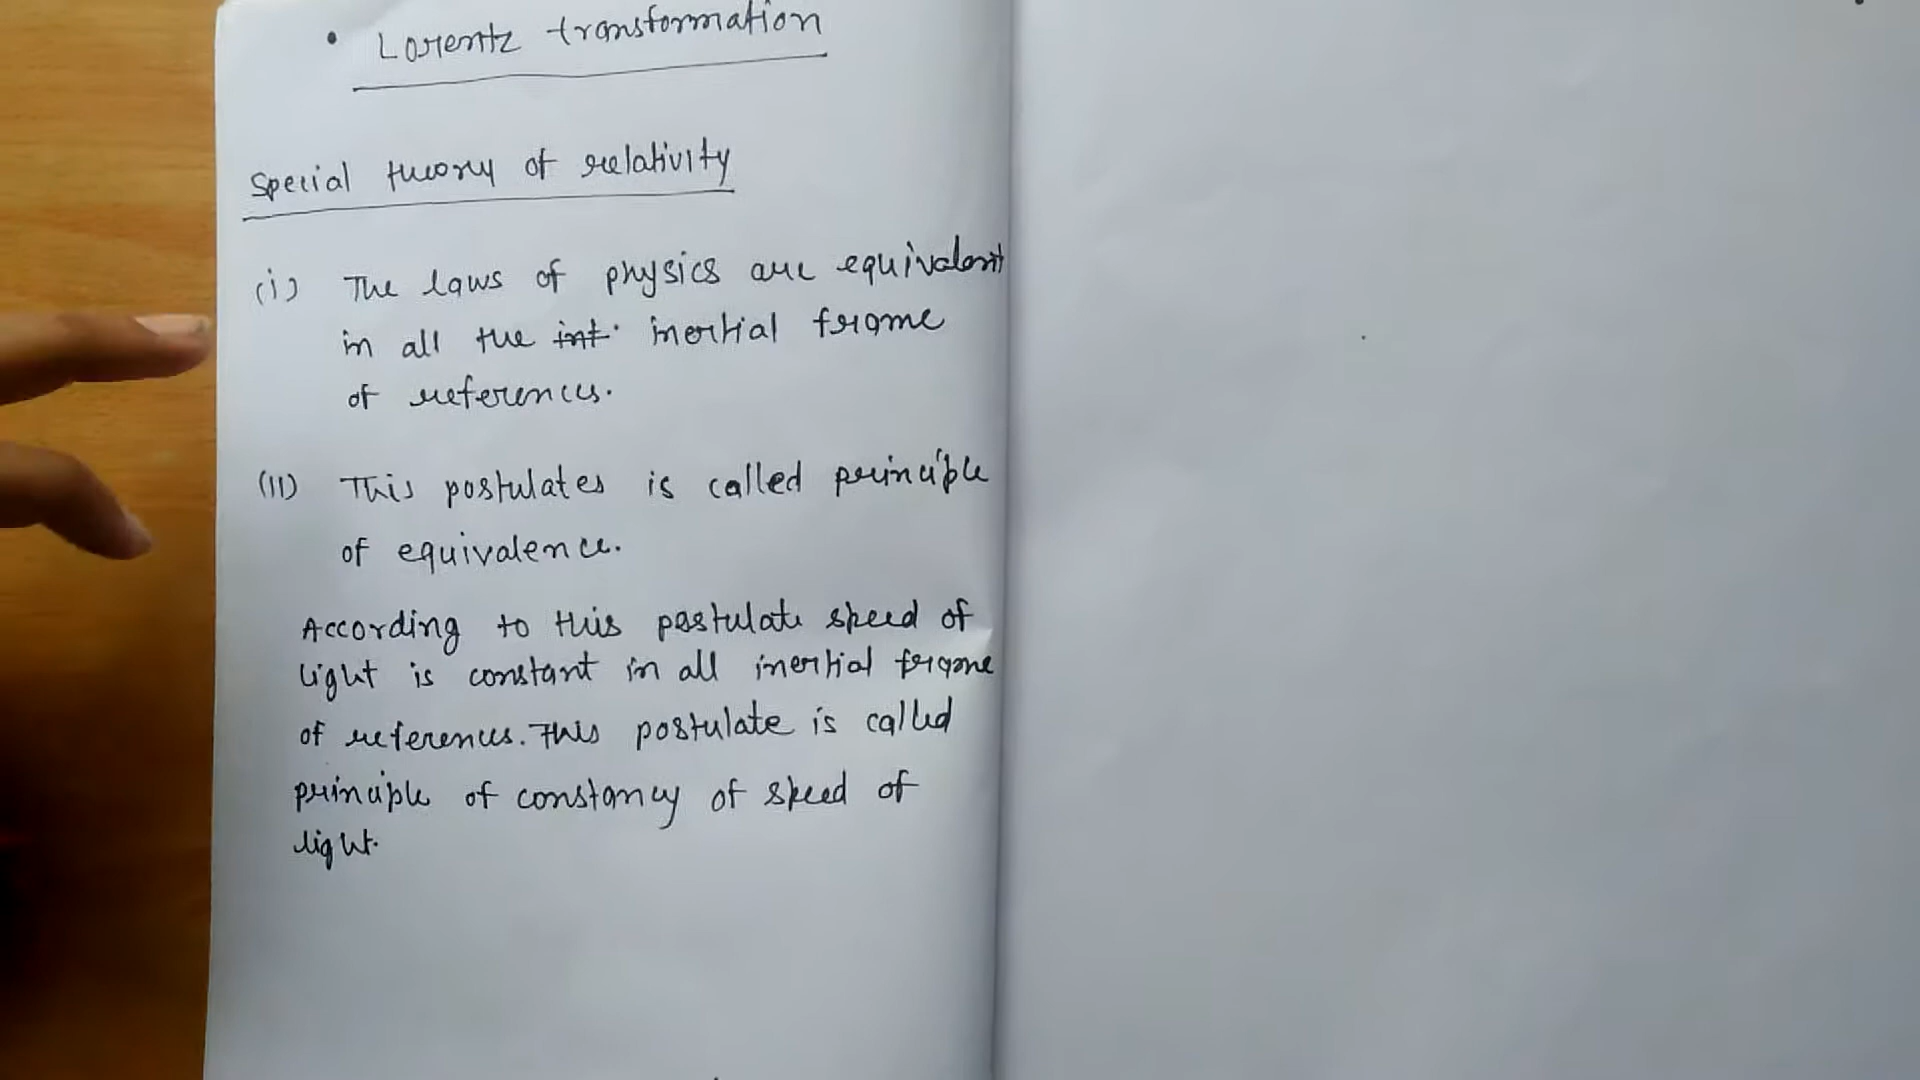 • Lorentz transformation
Special theory of relativity
(i) The laws of physics are equivalent
in all the int. inertial frame
of references.
(II) This postulates is called principle
of equivalence.
According to this postulate speed of
light is constant in all inertial frame
of references. This postulate is called
principle of constancy of speed of
light.